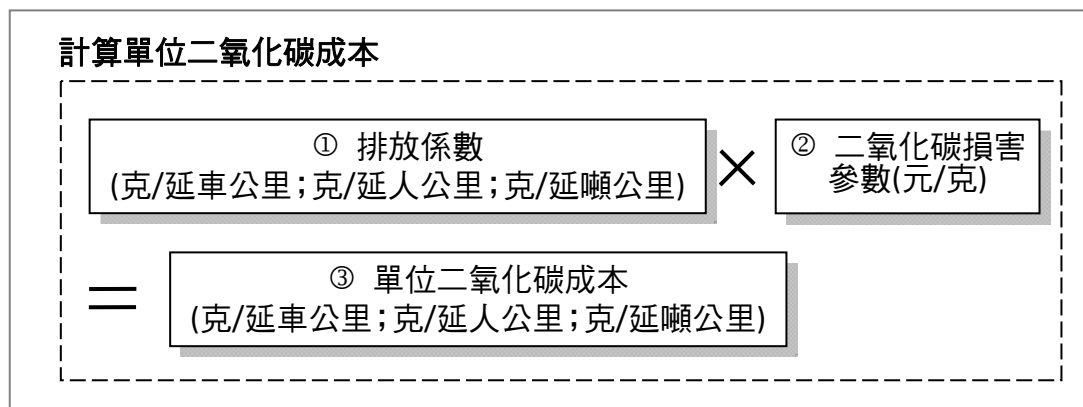 計算單位二氧化碳成本
① 排放係數
(克/延車公里；克/延人公里；克/延噸公里)
×
② 二氧化碳損害
參數(元/克)
=
③ 單位二氧化碳成本
(克/延車公里；克/延人公里；克/延噸公里)